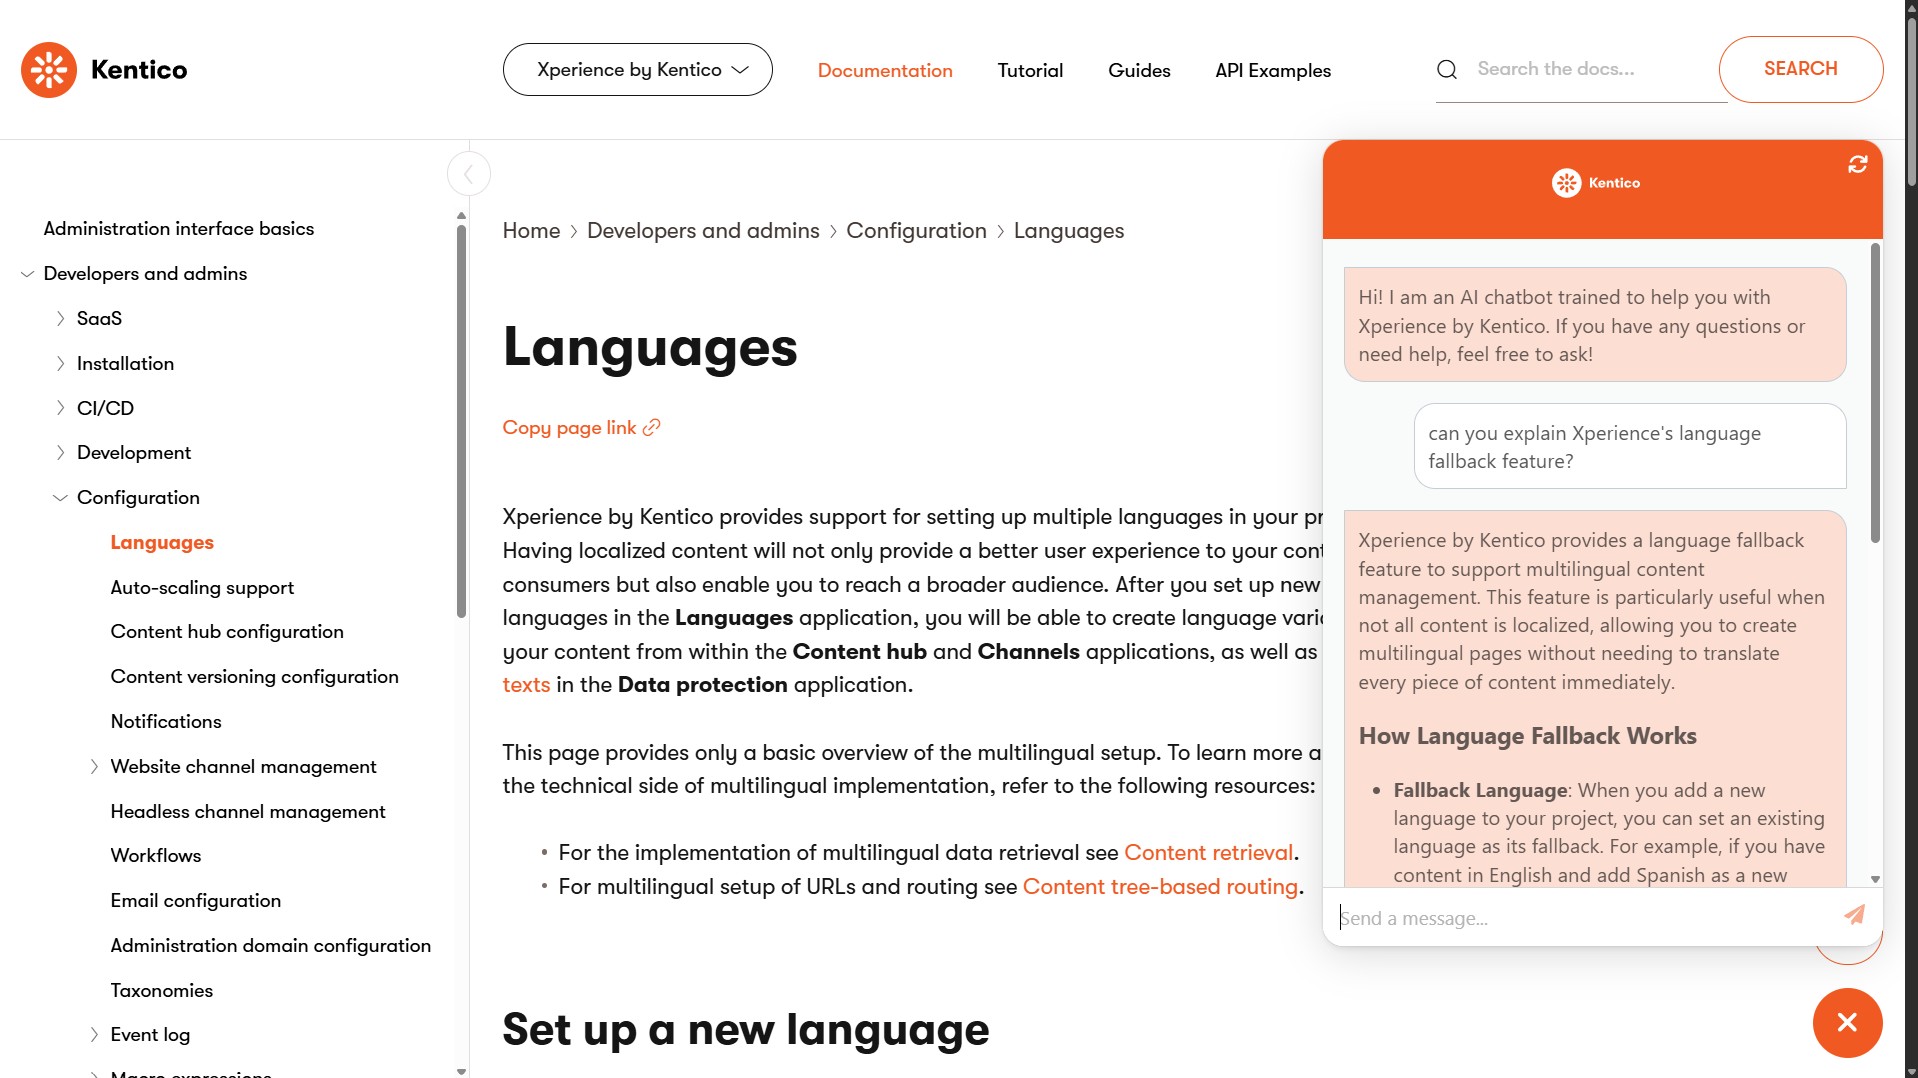 Kentico
Xperience by Kentico
Documentation
Tutorial
Guides
API Examples
Search the docs...
SEARCH
Administration interface basics
Developers and admins
SaaS
Installation
CI/CD
Development
Configuration
Languages
Auto-scaling support
Content hub configuration
Content versioning configuration
Notifications
Website channel management
Headless channel management
Workflows
Email configuration
Administration domain configuration
Taxonomies
Event log
Macro expressions
Home > Developers and admins > Configuration > Languages
Languages
Copy page link
Xperience by Kentico provides support for setting up multiple languages in your pr
Having localized content will not only provide a better user experience to your cont
consumers but also enable you to reach a broader audience. After you set up new
languages in the Languages application, you will be able to create language vari
your content from within the Content hub and Channels applications, as well as
texts in the Data protection application.
This page provides only a basic overview of the multilingual setup. To learn more a
the technical side of multilingual implementation, refer to the following resources:
• For the implementation of multilingual data retrieval see Content retrieval.
• For multilingual setup of URLs and routing see Content tree-based routing.
Set up a new language
Kentico
Hi! I am an AI chatbot trained to help you with
Xperience by Kentico. If you have any questions or
need help, feel free to ask!
can you explain Xperience's language
fallback feature?
Xperience by Kentico provides a language fallback
feature to support multilingual content
management. This feature is particularly useful when
not all content is localized, allowing you to create
multilingual pages without needing to translate
every piece of content immediately.
How Language Fallback Works
• Fallback Language: When you add a new
language to your project, you can set an existing
language as its fallback. For example, if you have
content in English and add Spanish as a new
Send a message...